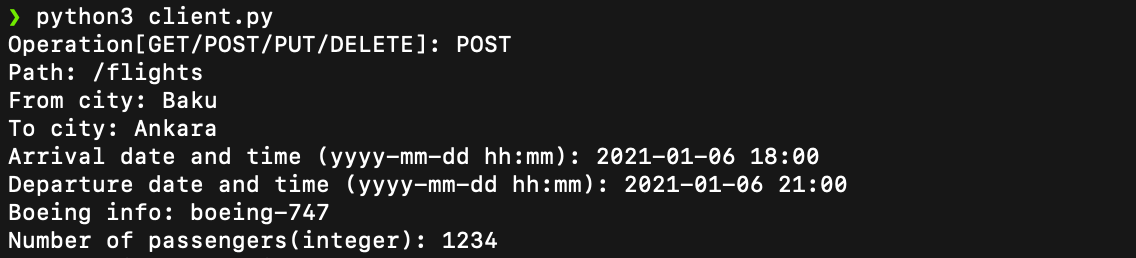 ❯ python3 client.py
Operation[GET/POST/PUT/DELETE]: POST
Path: /flights
From city: Baku
To city: Ankara
Arrival date and time (yyyy-mm-dd hh:mm): 2021-01-06 18:00
Departure date and time (yyyy-mm-dd hh:mm): 2021-01-06 21:00
Boeing info: boeing-747
Number of passengers(integer): 1234